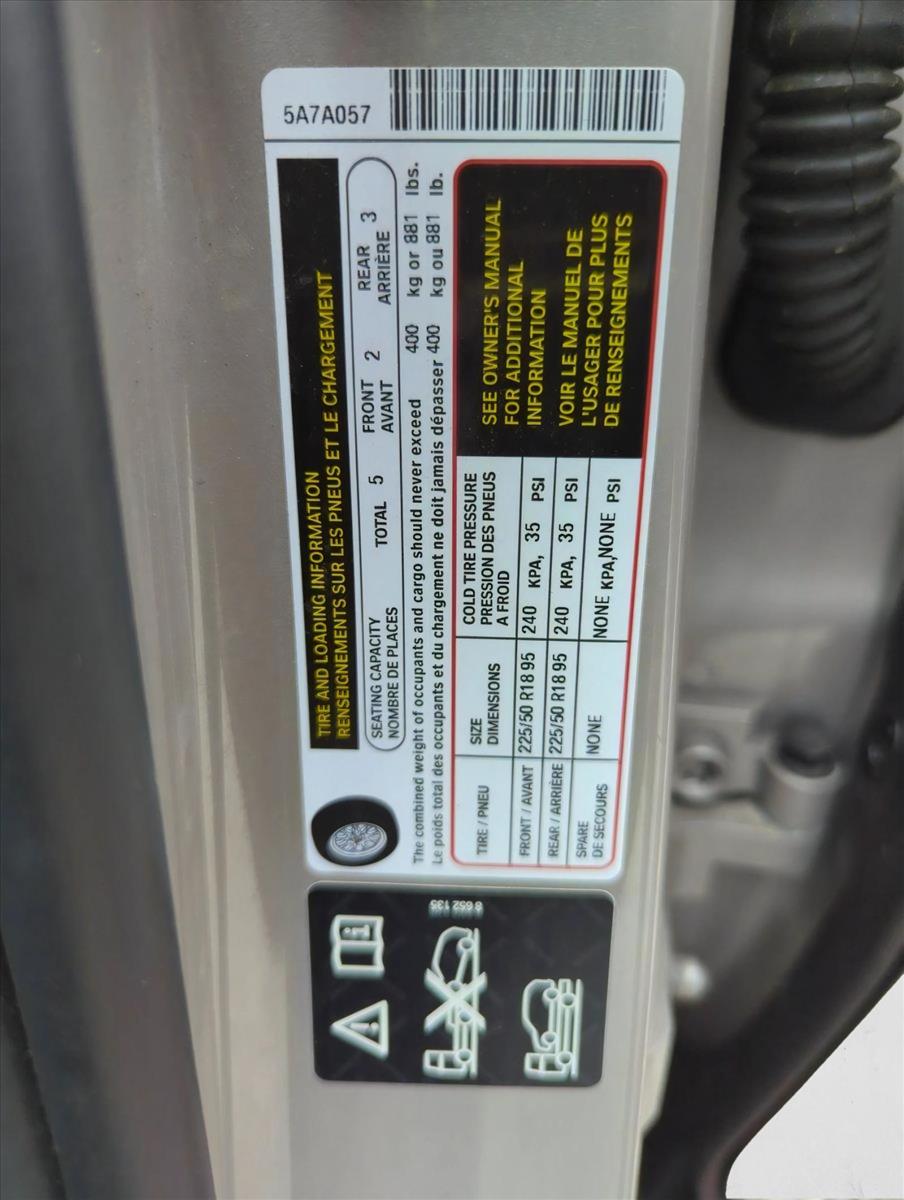 5A7A057
TIRE AND LOADING INFORMATION
RENSEIGNEMENTS SUR LES PNEUS ET LE CHARGEMENT
SEATING CAPACITY TOTAL 5 FRONT 2 REAR 3
NOMBRE DE PLACES AVANT ARRIÈRE
The combined weight of occupants and cargo should never exceed 400 kg or 881 lbs.
Le poids total des occupants et du chargement ne doit jamais dépasser 400 kg ou 881 lb.
TIRE / PNEU
SIZE
DIMENSIONS
COLD TIRE PRESSURE
PRESSION DES PNEUS
A FROID
FRONT / AVANT 225/50 R18 95 240 KPA, 35 PSI
REAR / ARRIÈRE 225/50 R18 95 240 KPA, 35 PSI
SPARE
DE SECOURS
NONE NONE KPA,NONE PSI
SEE OWNER'S MANUAL
FOR ADDITIONAL
INFORMATION
VOIR LE MANUEL DE
L'USAGER POUR PLUS
DE RENSEIGNEMENTS
8 652 135